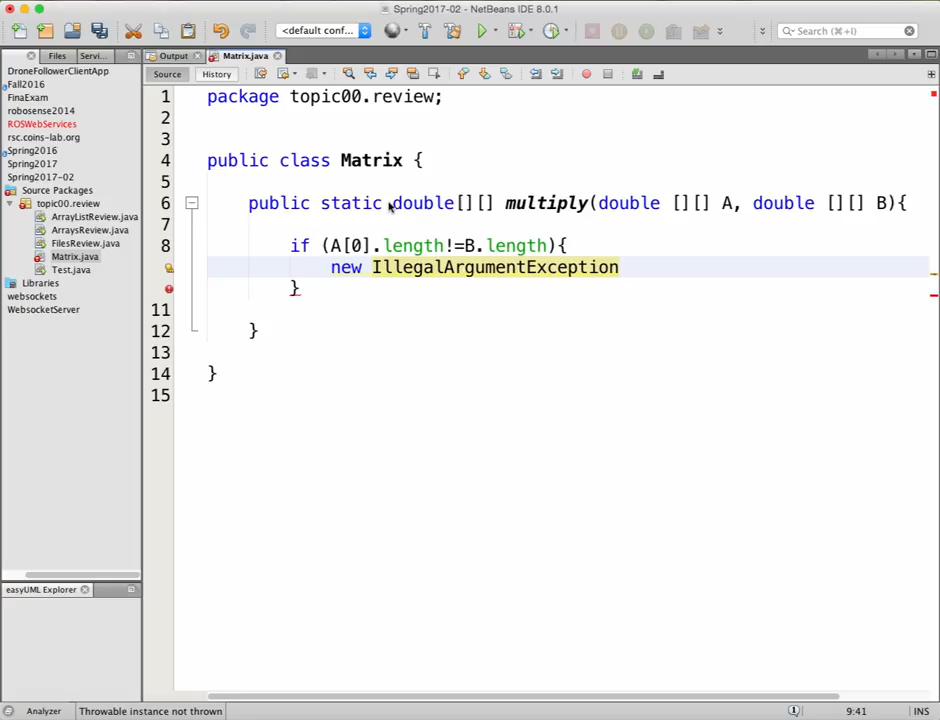 Spring2017-02 - NetBeans IDE 8.0.1
<default conf...
Search (⌘+I)
Files
Servi...
Output
Matrix.java
Source
History
DroneFollowerClientApp
Fall2016
FinaExam
robosense2014
ROSWebServices
rsc.coins-lab.org
Spring2016
Spring2017
Spring2017-02
Source Packages
topic00.review
ArrayListReview.java
ArraysReview.java
FilesReview.java
Matrix.java
Test.java
Libraries
websockets
WebsocketServer
easyUML Explorer
1 package topic00.review;
2
3
4 public class Matrix {
5
6 public static double[][] multiply(double [][] A, double [][] B){
7
8 if (A[0].length!=B.length){
new IllegalArgumentException
}
11
12 }
13
14 }
15
Analyzer
Throwable instance not thrown
1
9:41
INS